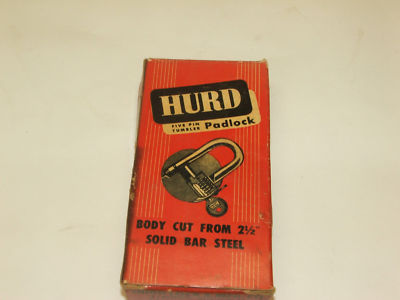 HURD
FIVE PIN
TUMBLER Padlock
BODY CUT FROM 2½"
SOLID BAR STEEL